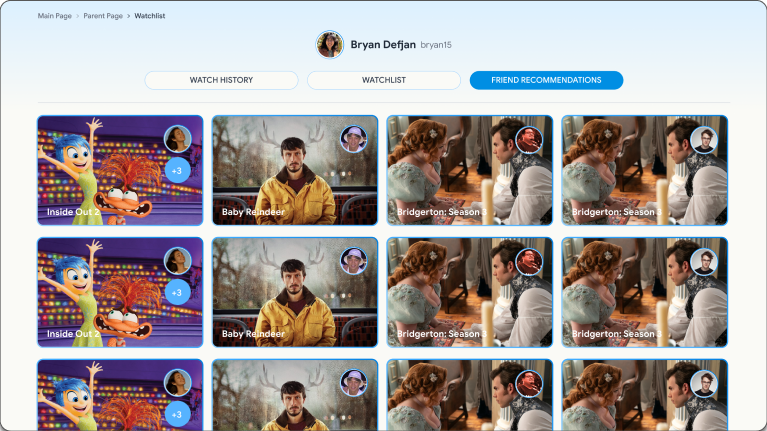 Main Page > Parent Page > Watchlist
Bryan Defjan bryan15
WATCH HISTORY WATCHLIST FRIEND RECOMMENDATIONS
+3
Inside Out 2 Baby Reindeer Bridgerton: Season 3 Bridgerton: Season 3
+3
Inside Out 2 Baby Reindeer Bridgerton: Season 3 Bridgerton: Season 3
+3